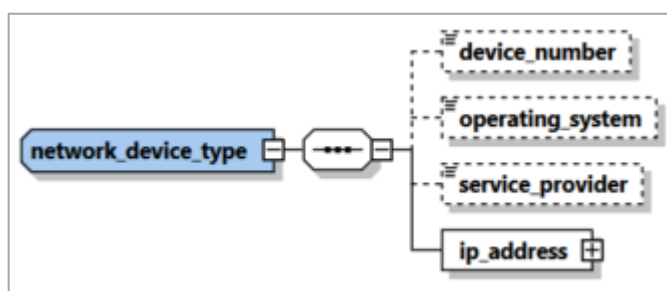 device_number
operating_system
network_device_type
service_provider
ip_address